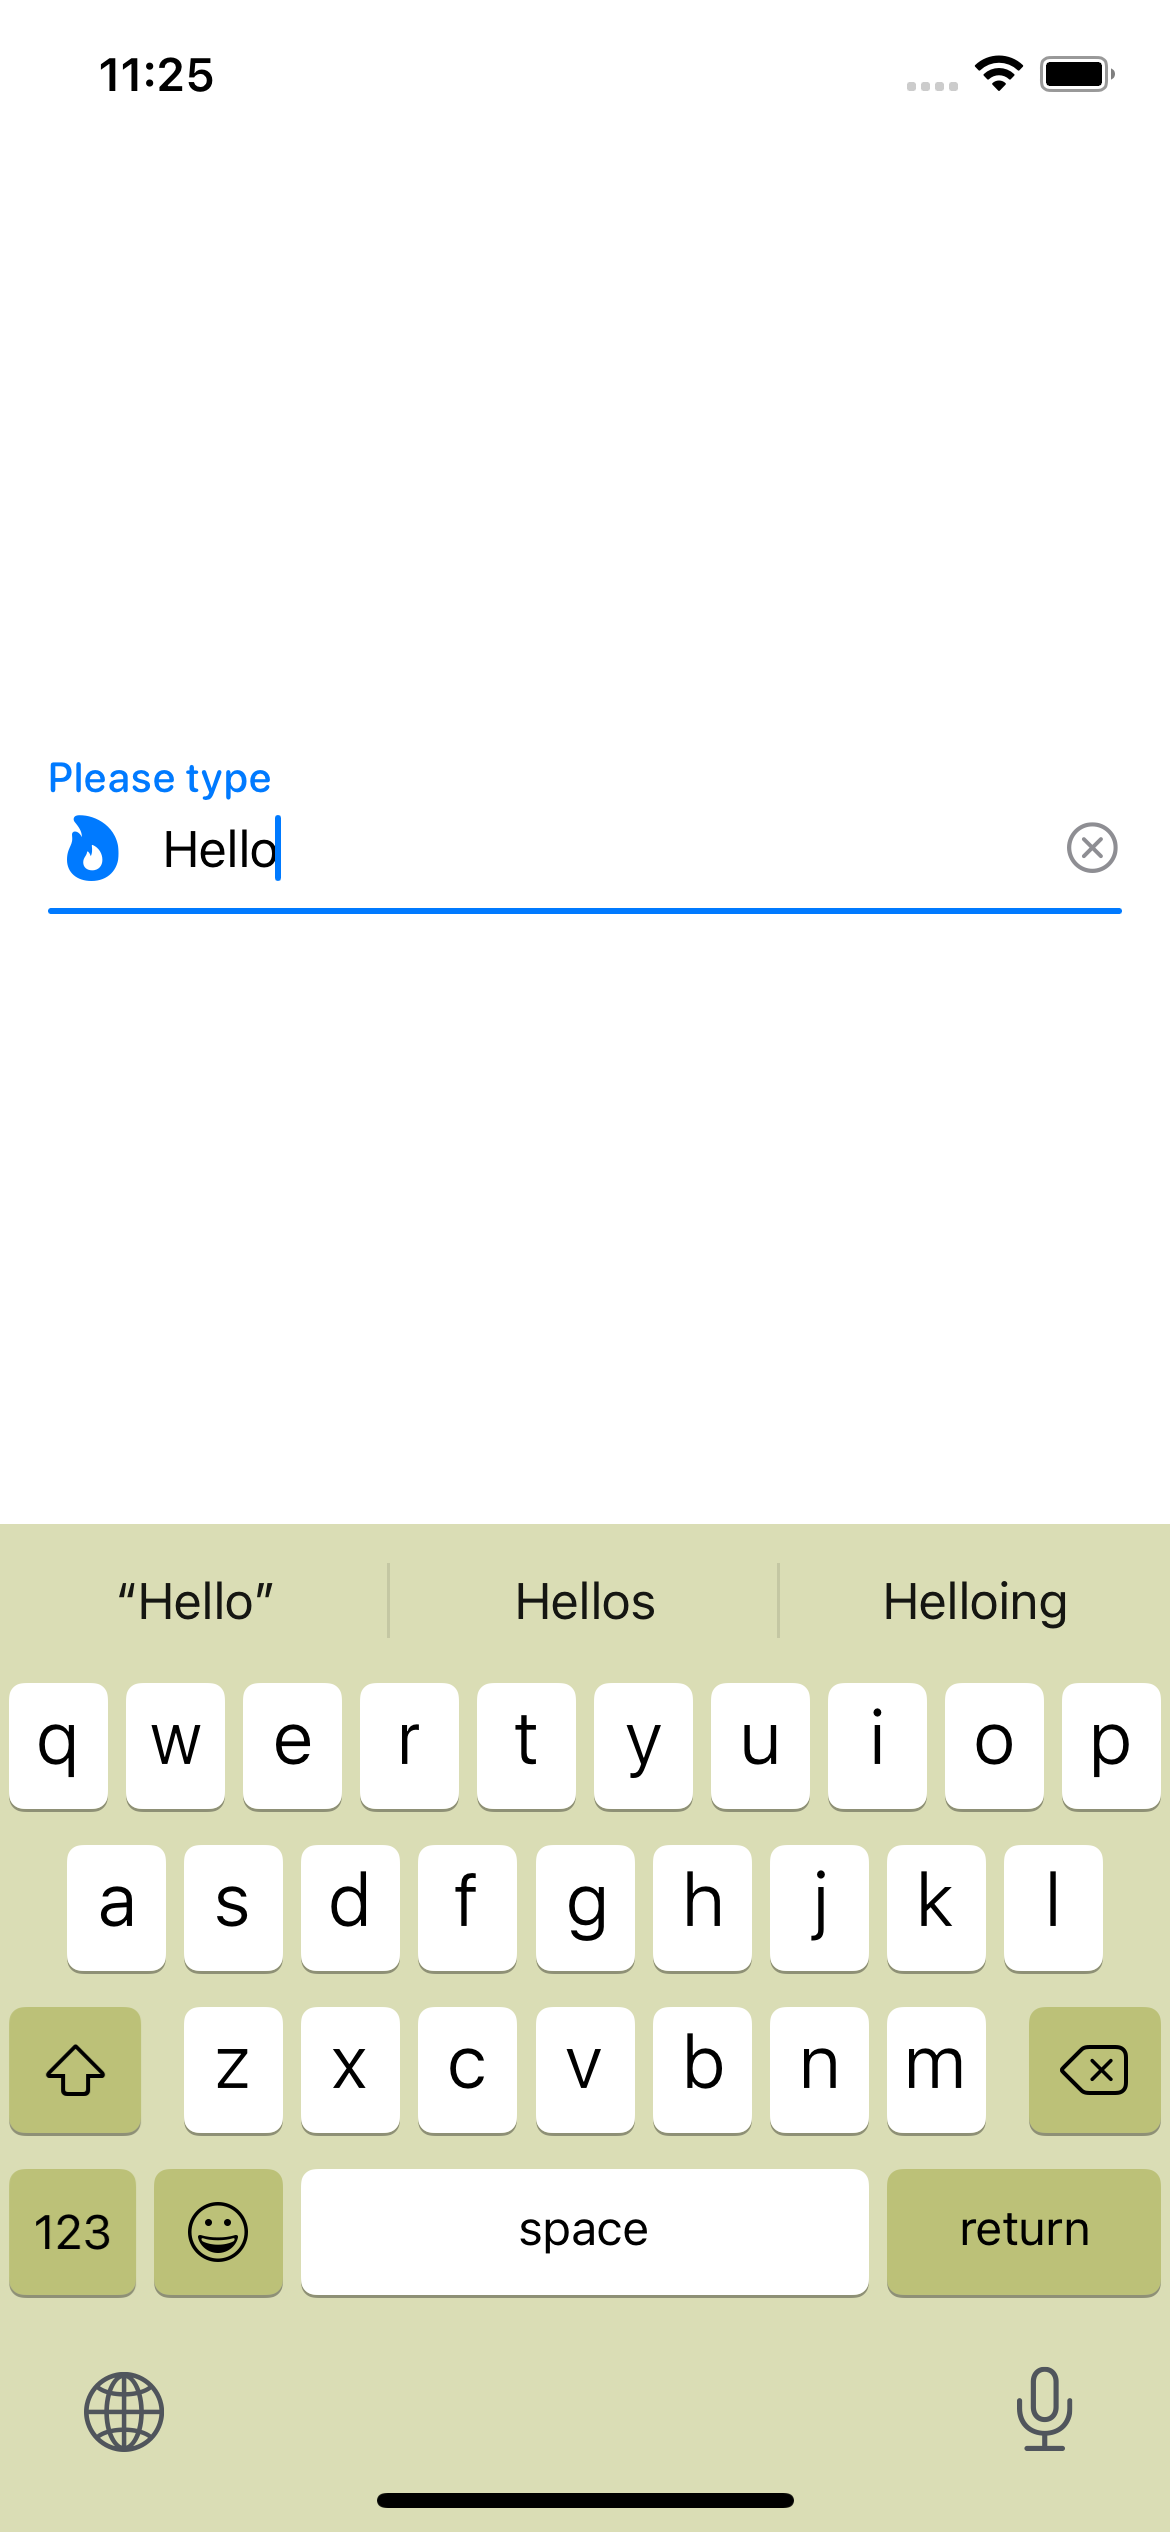 11:25
Please type
Hello
“Hello” Hellos Helloing
q w e r t y u i o p
a s d f g h j k l
z x c v b n m
123 space return